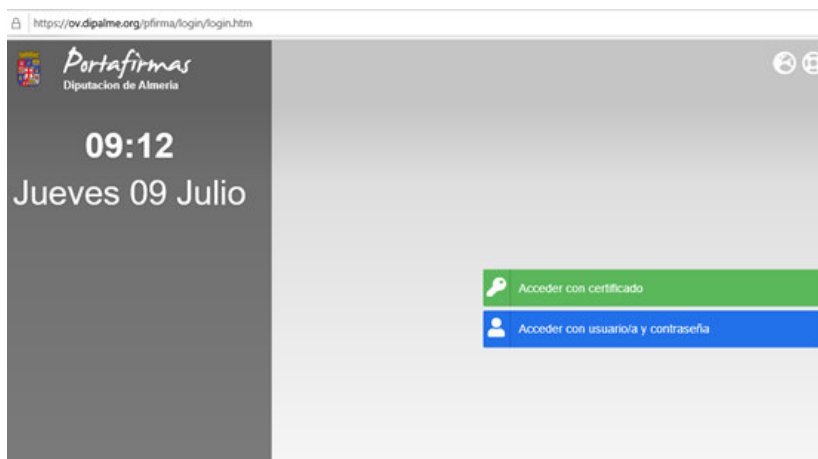 https://ov.dipalme.org/pfirma/login/login.htm
Portafirmas
Diputacion de Almeria
09:12
Jueves 09 Julio
Acceder con certificado
Acceder con usuario/a y contraseña